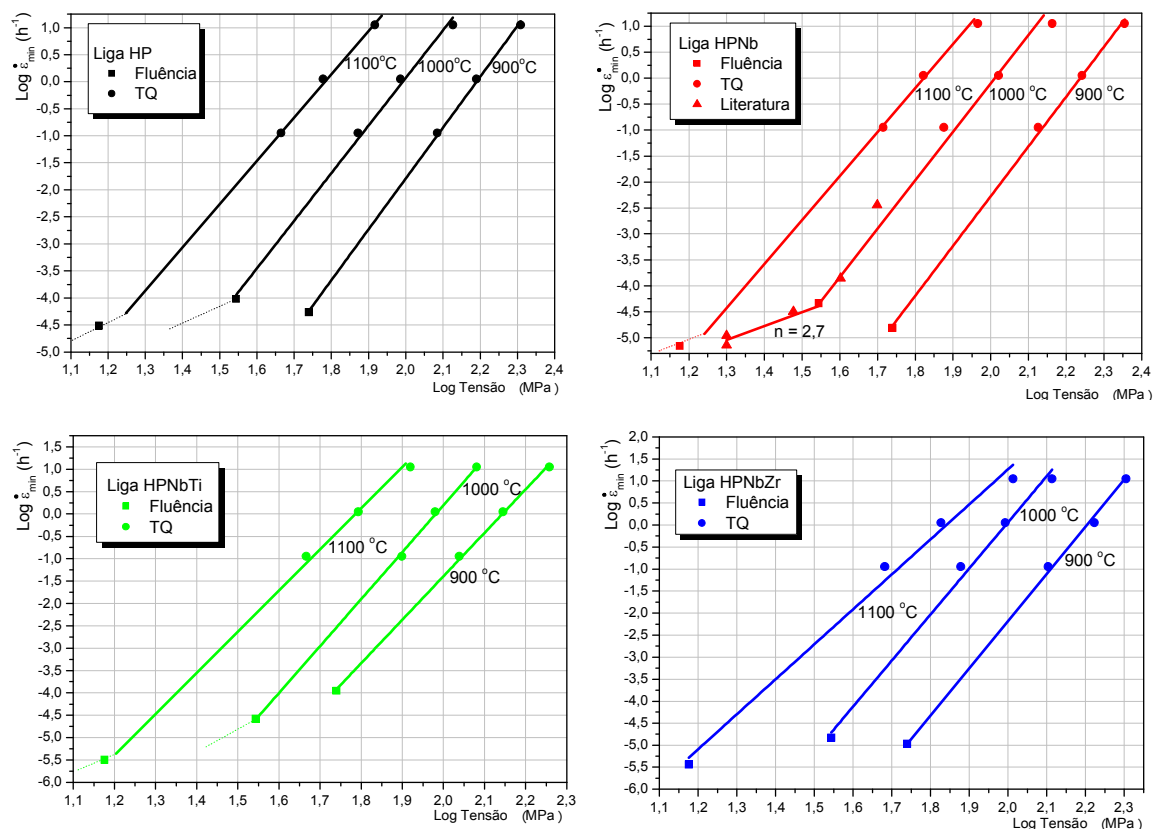 Log ε̇min (h-1)
1,0
0,5
0,0
-0,5
-1,0
-1,5
-2,0
-2,5
-3,0
-3,5
-4,0
-4,5
-5,0
Liga HP
Fluência
TQ
1100°C
1000°C
900°C
1,1 1,2 1,3 1,4 1,5 1,6 1,7 1,8 1,9 2,0 2,1 2,2 2,3 2,4
Log Tensão (MPa)
Log ε̇min (h-1)
1,0
0,5
0,0
-0,5
-1,0
-1,5
-2,0
-2,5
-3,0
-3,5
-4,0
-4,5
-5,0
Liga HPNb
Fluência
TQ
Literatura
1100 °C
1000 °C
900 °C
n = 2,7
1,1 1,2 1,3 1,4 1,5 1,6 1,7 1,8 1,9 2,0 2,1 2,2 2,3 2,4
Log Tensão (MPa)
Log ε̇min (h-1)
1,5
1,0
0,5
0,0
-0,5
-1,0
-1,5
-2,0
-2,5
-3,0
-3,5
-4,0
-4,5
-5,0
-5,5
-6,0
Liga HPNbTi
Fluência
TQ
1000 °C
1100 °C
900 °C
1,1 1,2 1,3 1,4 1,5 1,6 1,7 1,8 1,9 2,0 2,1 2,2 2,3
Log Tensão (MPa)
Log ε̇min (h-1)
2,0
1,5
1,0
0,5
0,0
-0,5
-1,0
-1,5
-2,0
-2,5
-3,0
-3,5
-4,0
-4,5
-5,0
-5,5
-6,0
Liga HPNbZr
Fluência
TQ
1000 °C
900 °C
1100 °C
1,1 1,2 1,3 1,4 1,5 1,6 1,7 1,8 1,9 2,0 2,1 2,2 2,3
Log Tensão (MPa)